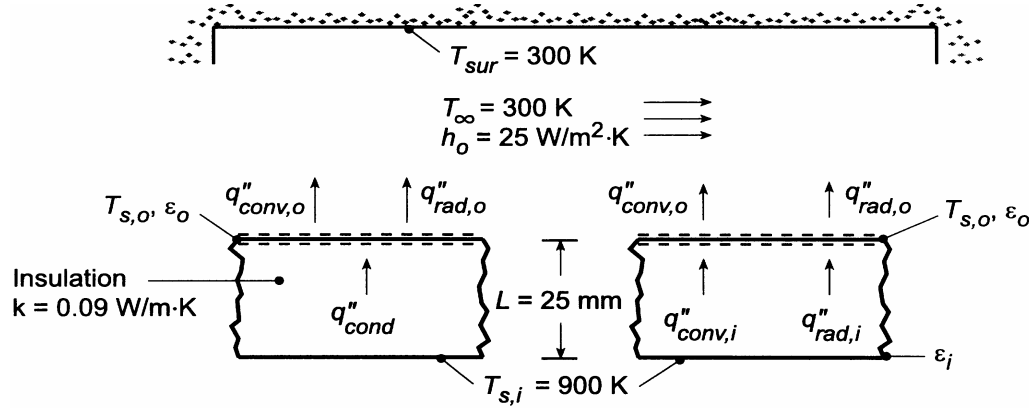 T_sur = 300 K
T_∞ = 300 K
h_o = 25 W/m²·K
q"_conv,o
q"_rad,o
q"_conv,o
q"_rad,o
T_s,o, ε_o
T_s,o, ε_o
Insulation
k = 0.09 W/m·K
q"_cond
L = 25 mm
q"_conv,i
q"_rad,i
T_s,i = 900 K
ε_i